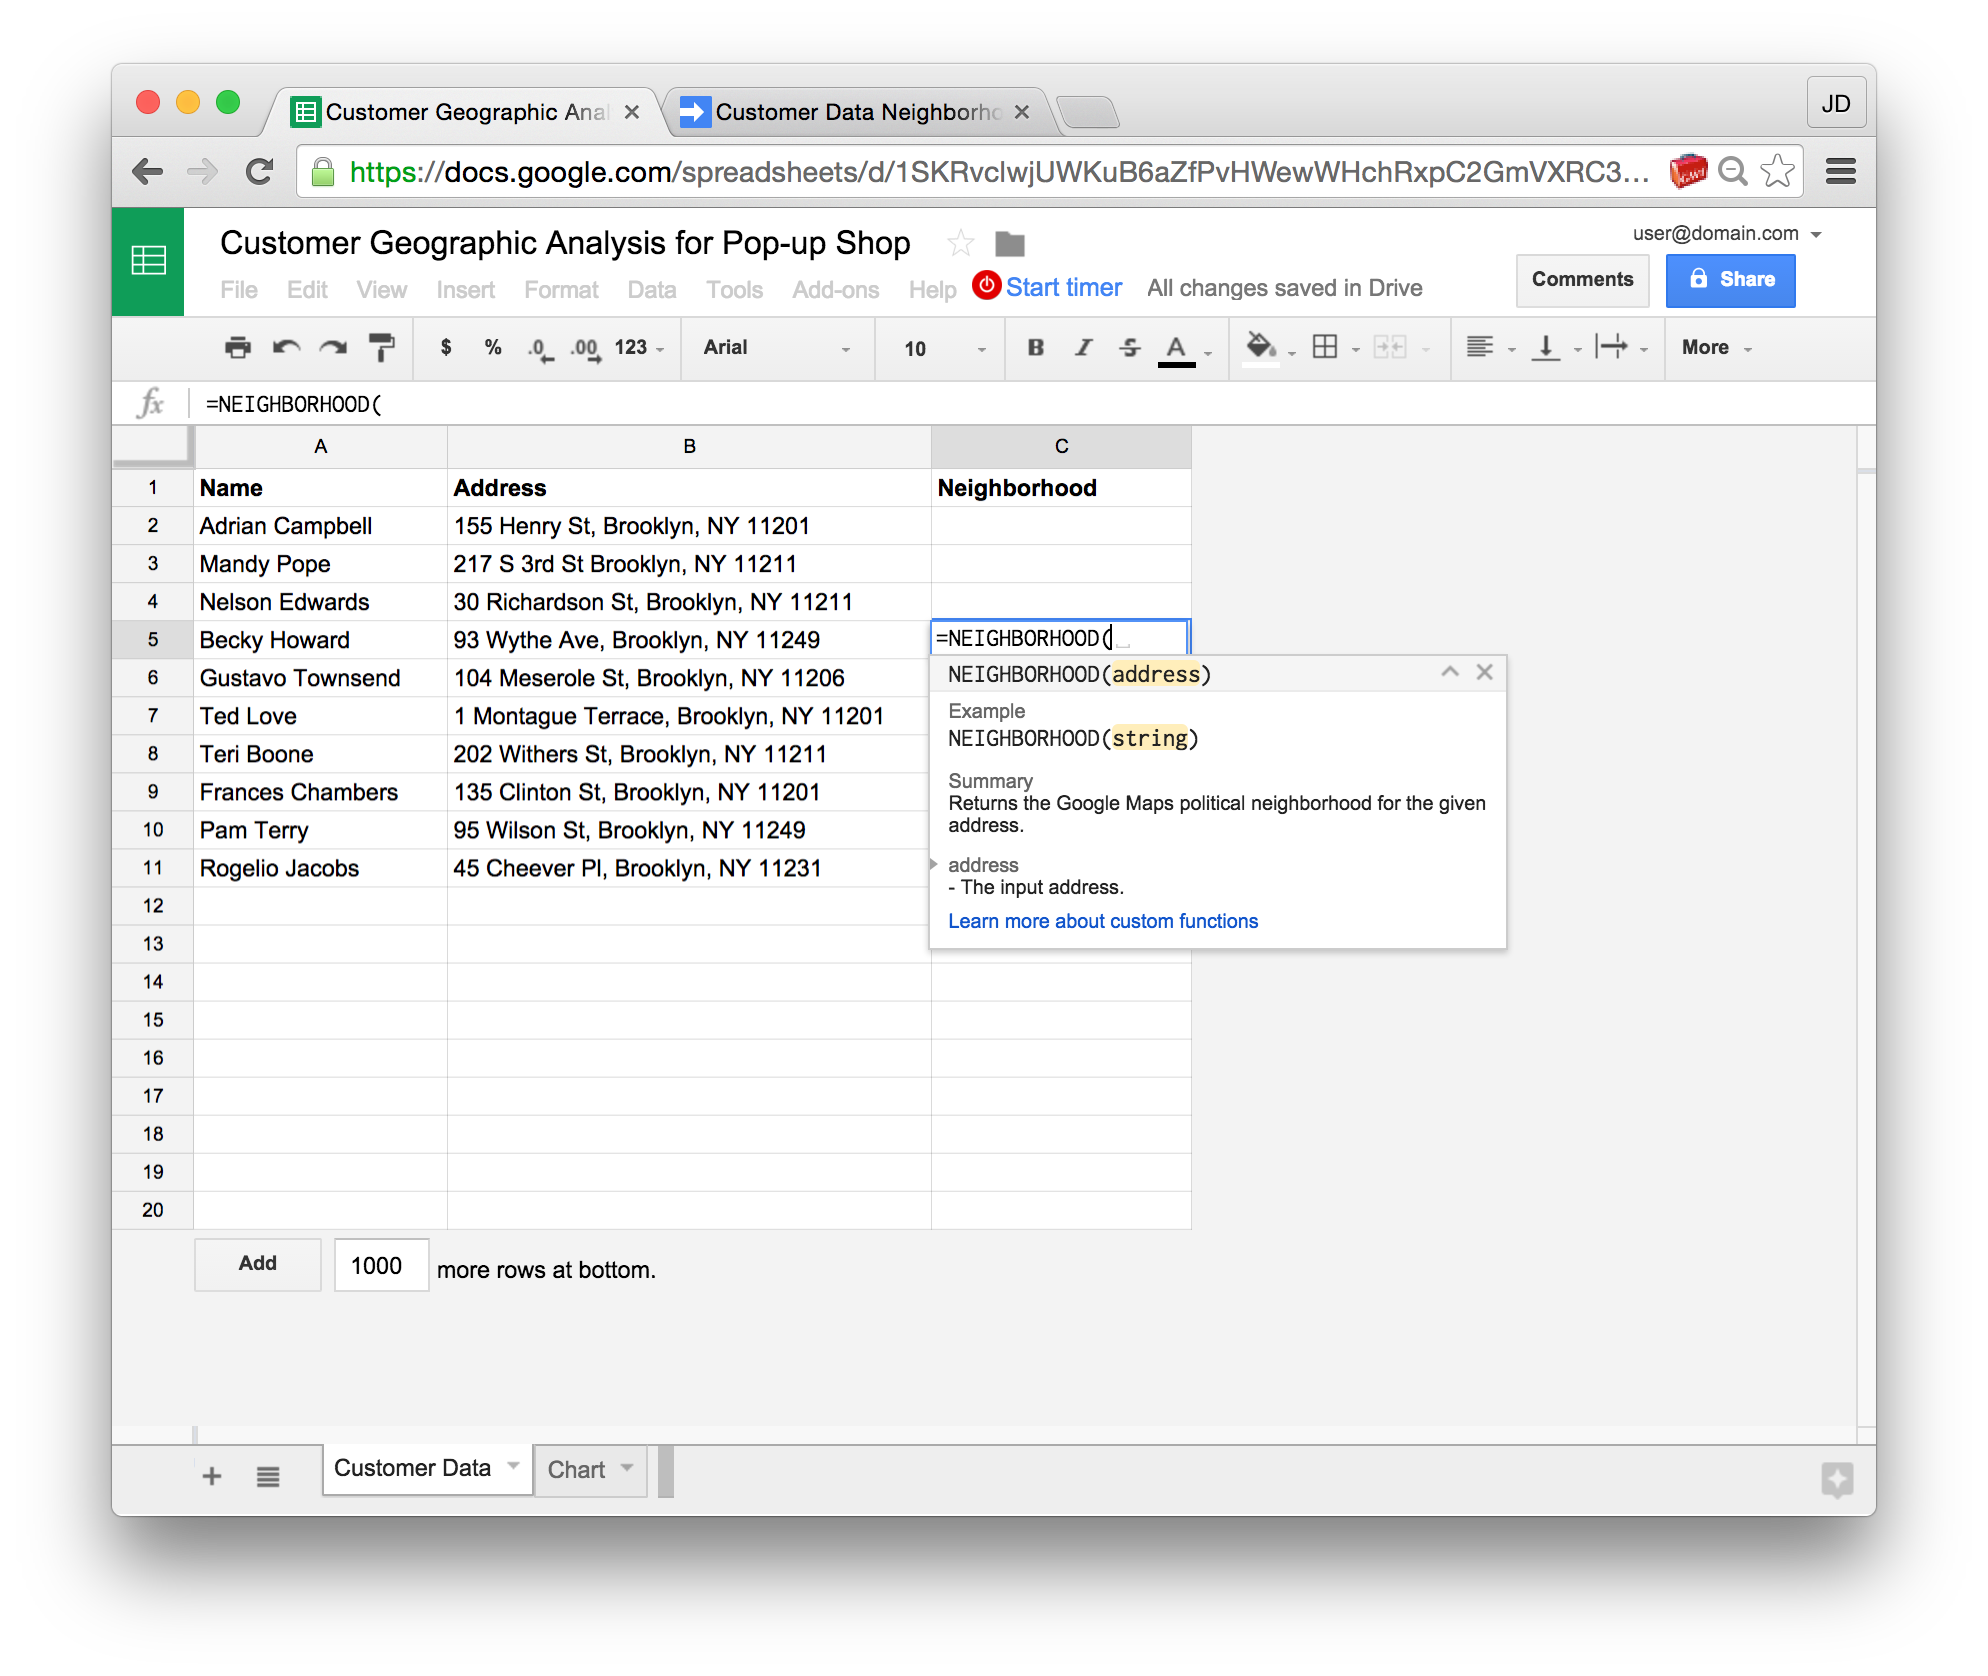 Customer Geographic Anal
Customer Data Neighborho
JD
https://docs.google.com/spreadsheets/d/1SKRvclwjUWKuB6aZfPvHWewWHchRxpC2GmVXRC3...
Customer Geographic Analysis for Pop-up Shop
user@domain.com
File Edit View Insert Format Data Tools Add-ons Help Start timer All changes saved in Drive
Comments Share
$ % .0 .00 123 Arial 10 B I S A More
fx =NEIGHBORHOOD(
A B C
1 Name Address Neighborhood
2 Adrian Campbell 155 Henry St, Brooklyn, NY 11201
3 Mandy Pope 217 S 3rd St Brooklyn, NY 11211
4 Nelson Edwards 30 Richardson St, Brooklyn, NY 11211
5 Becky Howard 93 Wythe Ave, Brooklyn, NY 11249 =NEIGHBORHOOD(
6 Gustavo Townsend 104 Meserole St, Brooklyn, NY 11206
7 Ted Love 1 Montague Terrace, Brooklyn, NY 11201
8 Teri Boone 202 Withers St, Brooklyn, NY 11211
9 Frances Chambers 135 Clinton St, Brooklyn, NY 11201
10 Pam Terry 95 Wilson St, Brooklyn, NY 11249
11 Rogelio Jacobs 45 Cheever Pl, Brooklyn, NY 11231
12
13
14
15
16
17
18
19
20
NEIGHBORHOOD(address)
Example
NEIGHBORHOOD(string)
Summary
Returns the Google Maps political neighborhood for the given
address.
address
- The input address.
Learn more about custom functions
Add 1000 more rows at bottom.
Customer Data Chart